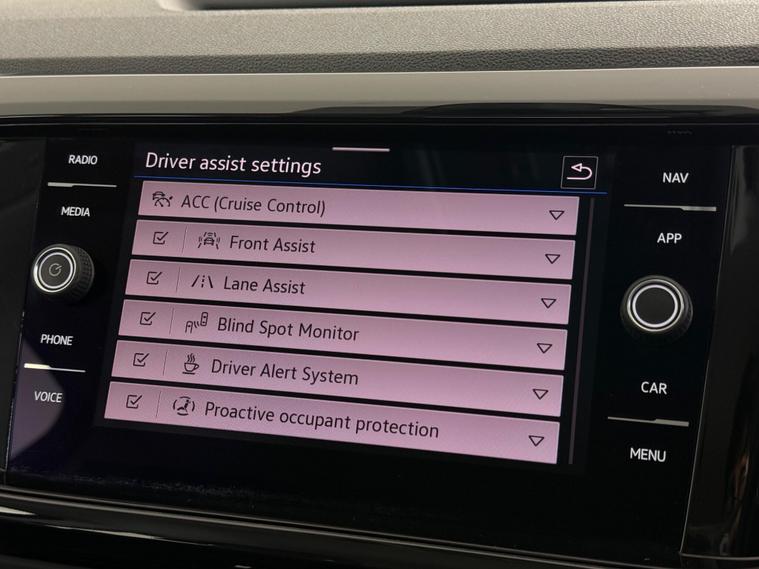 RADIO
MEDIA
PHONE
VOICE
Driver assist settings
ACC (Cruise Control)
Front Assist
Lane Assist
Blind Spot Monitor
Driver Alert System
Proactive occupant protection
NAV
APP
CAR
MENU